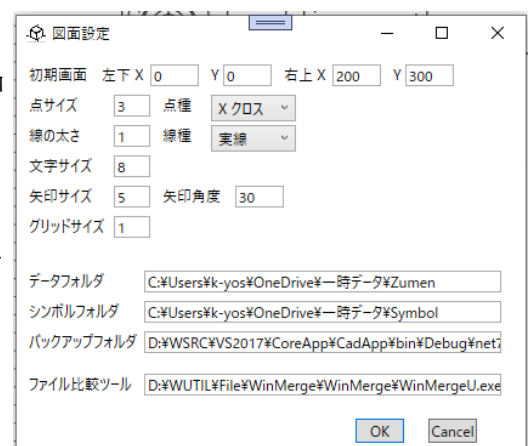 図面設定
初期画面 左下 X 0 Y 0 右上 X 200 Y 300
点サイズ 3 点種 X クロス
線の太さ 1 線種 実線
文字サイズ 8
矢印サイズ 5 矢印角度 30
グリッドサイズ 1
データフォルダ C:¥Users¥k-yos¥OneDrive¥一時データ¥Zumen
シンボルフォルダ C:¥Users¥k-yos¥OneDrive¥一時データ¥Symbol
バックアップフォルダ D:¥WSRC¥VS2017¥CoreApp¥CadApp¥bin¥Debug¥net7
ファイル比較ツール D:¥WUTIL¥File¥WinMerge¥WinMerge¥WinMergeU.exe
OK Cancel